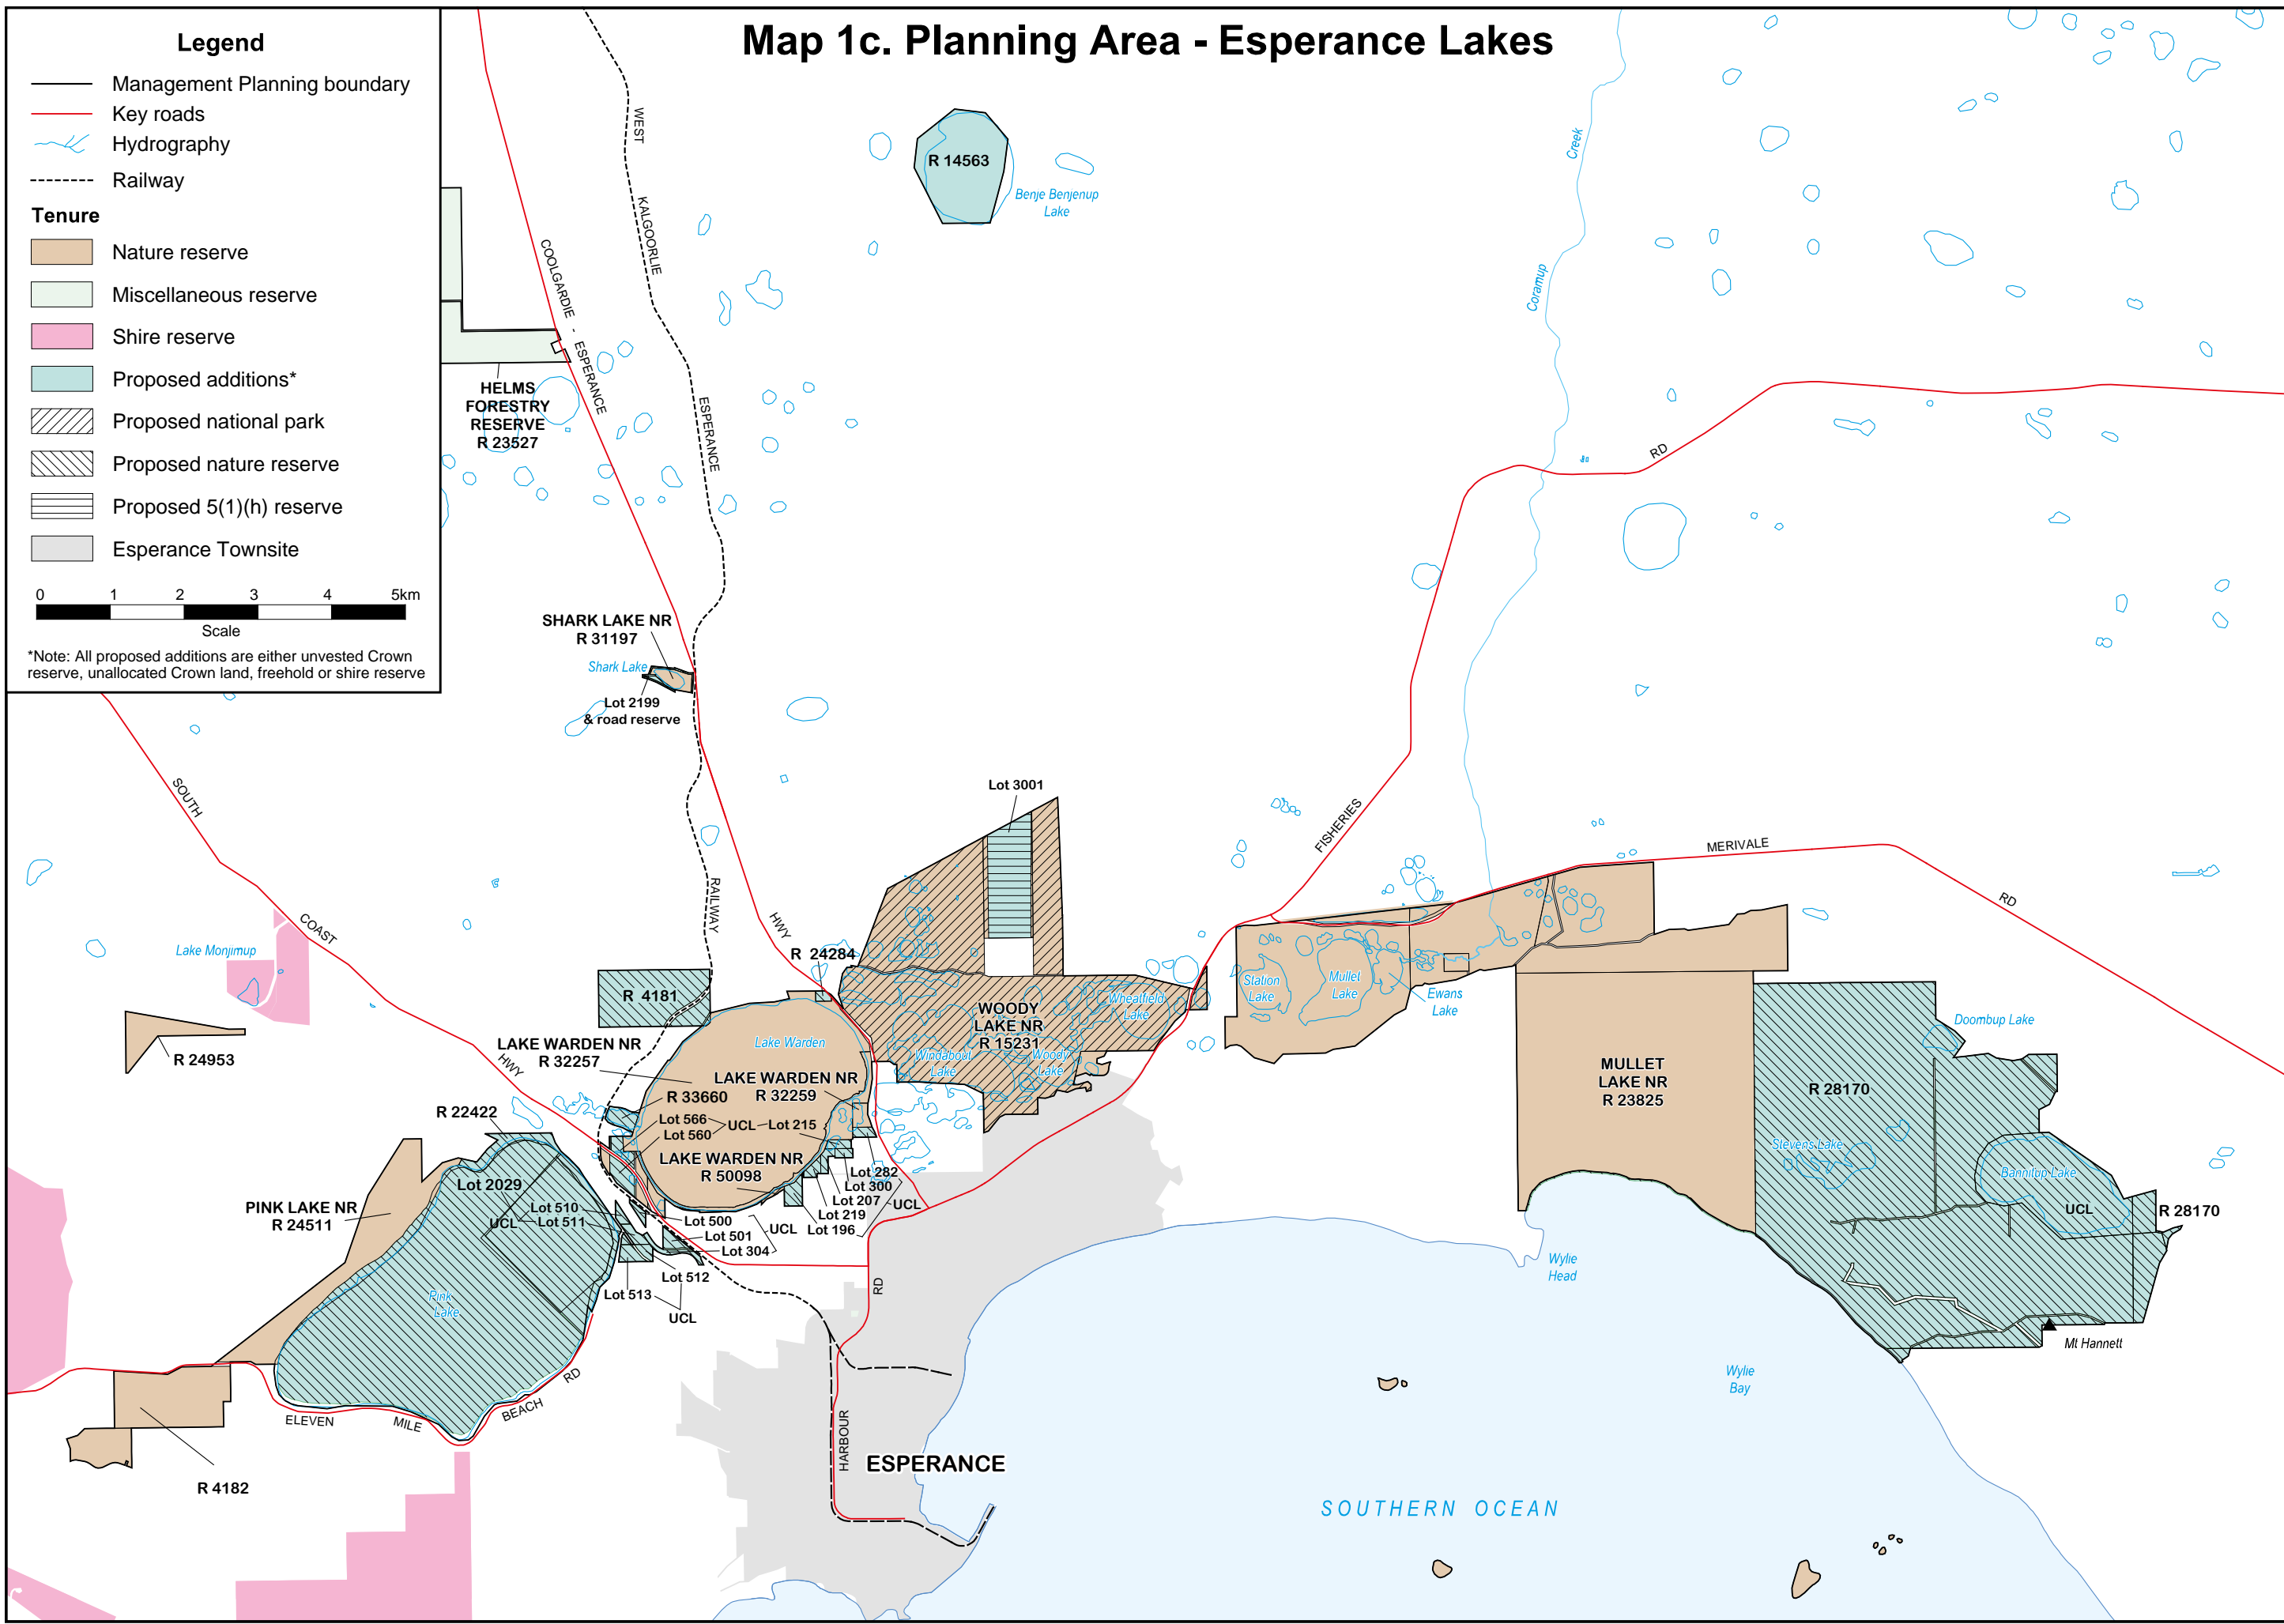 Map 1c. Planning Area - Esperance Lakes
Legend
Management Planning boundary
Key roads
Hydrography
Railway
Tenure
Nature reserve
Miscellaneous reserve
Shire reserve
Proposed additions*
Proposed national park
Proposed nature reserve
Proposed 5(1)(h) reserve
Esperance Townsite
0 1 2 3 4 5km
Scale
*Note: All proposed additions are either unvested Crown
reserve, unallocated Crown land, freehold or shire reserve
WEST
KALGOORLIE
ESPERANCE
RAILWAY
COOLGARDIE - ESPERANCE
HWY
R 14563
Benje Benjenup
Lake
Creek
Coramup
HELMS
FORESTRY
RESERVE
R 23527
RD
SHARK LAKE NR
R 31197
Shark Lake
Lot 2199
& road reserve
SOUTH
COAST
HWY
Lot 3001
FISHERIES
MERIVALE
RD
Lake Monjimup
R 24953
R 24284
R 4181
WOODY
LAKE NR
R 15231
Wheatfield
Lake
Windabout
Lake
Woody
Lake
Station
Lake
Mullet
Lake
Ewans
Lake
Doombup Lake
LAKE WARDEN NR
R 32257
Lake Warden
LAKE WARDEN NR
R 32259
R 33660
Lot 566
Lot 560
UCL
Lot 215
LAKE WARDEN NR
R 50098
MULLET
LAKE NR
R 23825
R 28170
Stevens Lake
Bannitup Lake
UCL
R 28170
R 22422
Lot 2029
Lot 510
UCL
Lot 511
PINK LAKE NR
R 24511
Lot 282
Lot 300
Lot 207
UCL
Lot 219
Lot 196
Lot 500
UCL
Lot 501
Lot 304
Lot 512
Lot 513
UCL
Pink
Lake
RD
Wylie
Head
Mt Hannett
Wylie
Bay
ELEVEN
MILE
BEACH
RD
HARBOUR
ESPERANCE
R 4182
SOUTHERN OCEAN